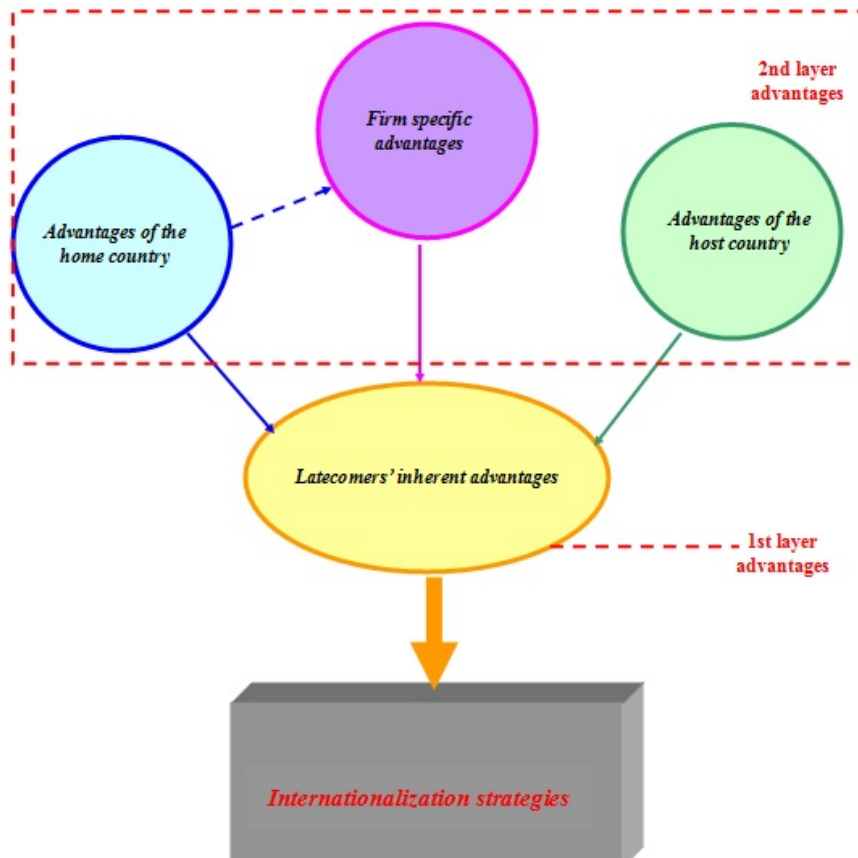 2nd layer
advantages
Firm specific
advantages
Advantages of the
home country
Advantages of the
host country
Latecomers’ inherent advantages
1st layer
advantages
Internationalization strategies